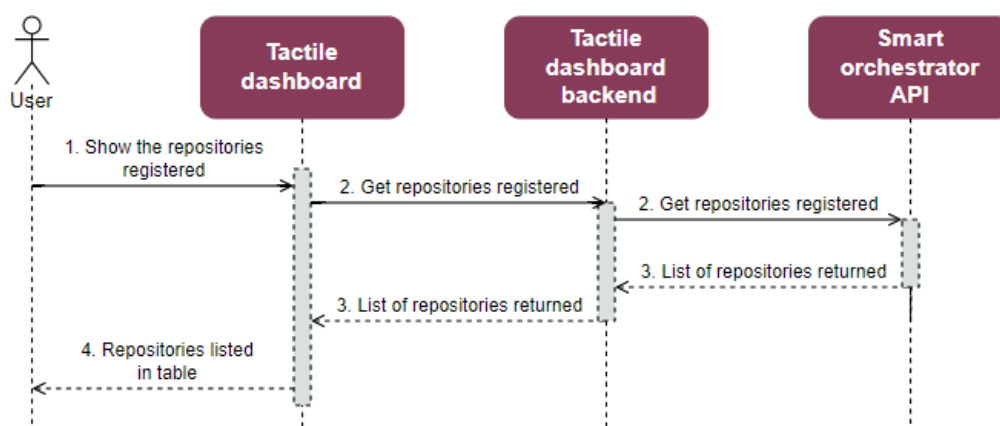 Tactile
dashboard
Tactile
dashboard
backend
Smart
orchestrator
API
User
1. Show the repositories
registered
2. Get repositories registered
2. Get repositories registered
3. List of repositories returned
3. List of repositories returned
4. Repositories listed
in table